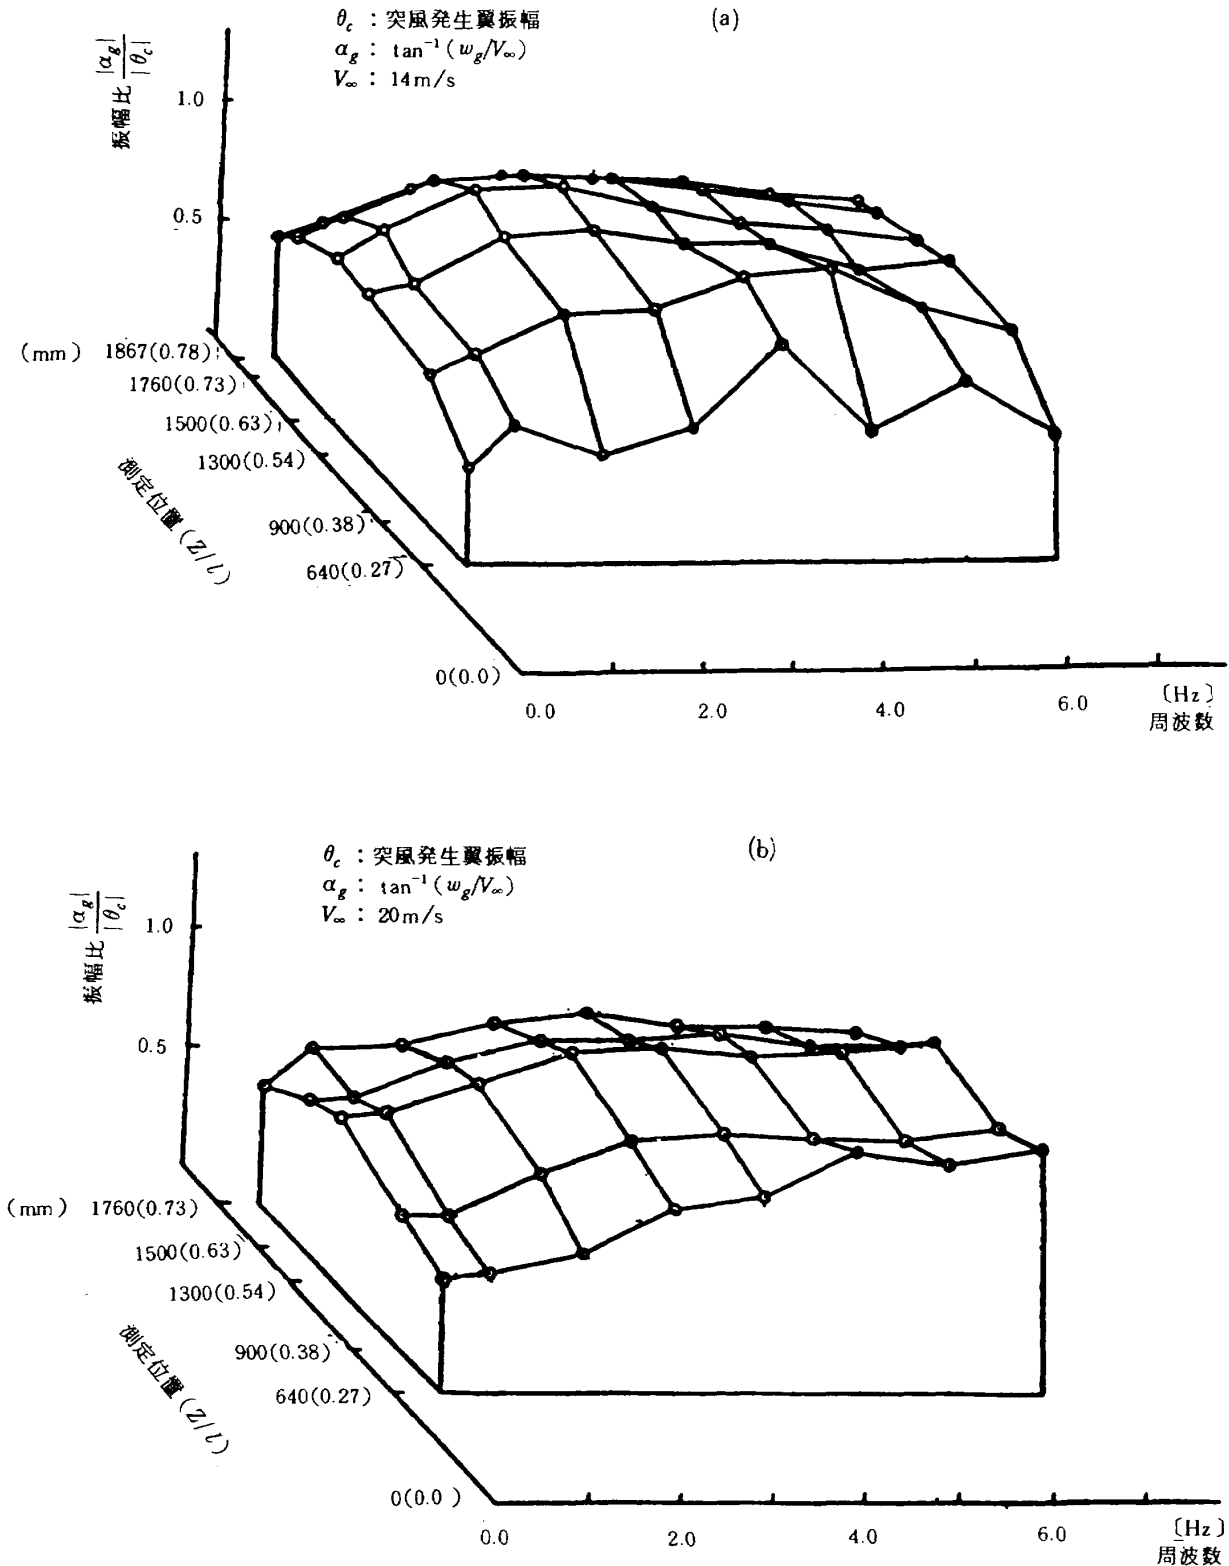 θc : 突風発生翼振幅
αg : tan⁻¹(wg/V∞)
V∞ : 14m/s
(a)
振幅比 |αg|/|θc|
1.0
0.5
(mm) 1867(0.78)
1760(0.73)
1500(0.63)
1300(0.54)
900(0.38)
640(0.27)
0(0.0)
測定位置(Z/l)
0.0 2.0 4.0 6.0 〔Hz〕
周波数
θc : 突風発生翼振幅
αg : tan⁻¹(wg/V∞)
V∞ : 20m/s
(b)
振幅比 |αg|/|θc|
1.0
0.5
(mm) 1760(0.73)
1500(0.63)
1300(0.54)
900(0.38)
640(0.27)
0(0.0)
測定位置(Z/l)
0.0 2.0 4.0 6.0 〔Hz〕
周波数